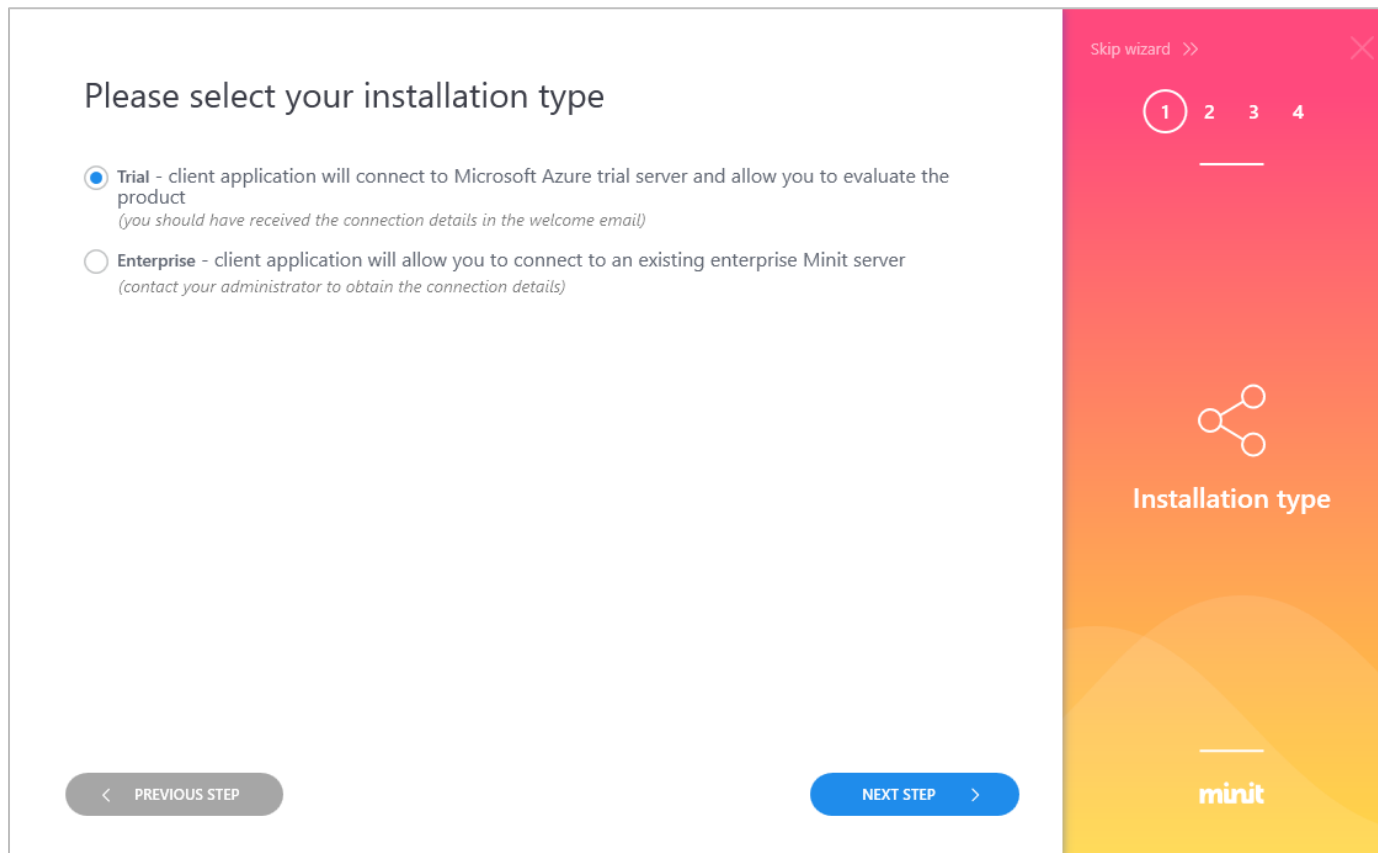 Please select your installation type
Trial - client application will connect to Microsoft Azure trial server and allow you to evaluate the
product
(you should have received the connection details in the welcome email)
Enterprise - client application will allow you to connect to an existing enterprise Minit server
(contact your administrator to obtain the connection details)
PREVIOUS STEP
NEXT STEP
Skip wizard
1 2 3 4
Installation type
minit